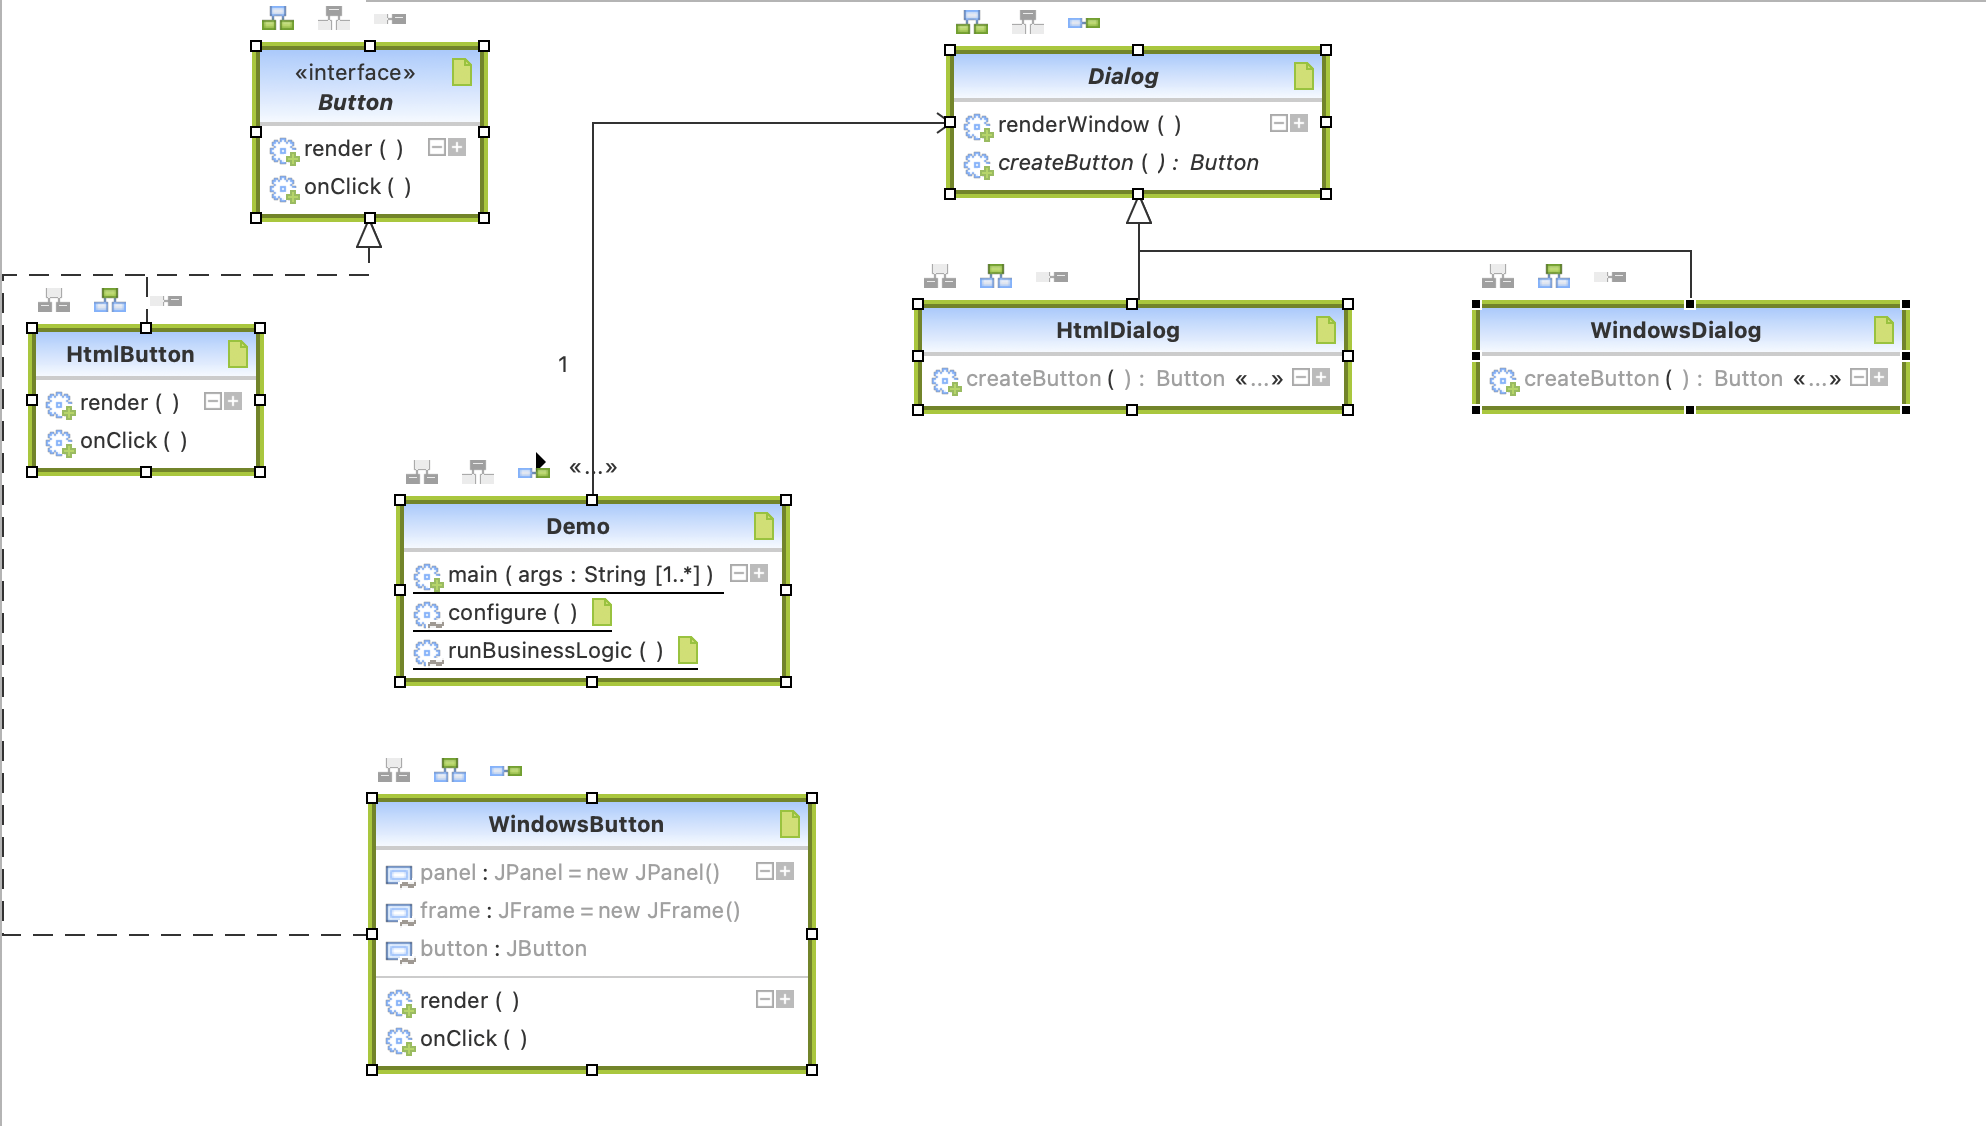 «interface»
Button
render ( )
onClick ( )
Dialog
renderWindow ( )
createButton ( ) : Button
HtmlButton
render ( )
onClick ( )
HtmlDialog
createButton ( ) : Button «...»
WindowsDialog
createButton ( ) : Button «...»
1
«...»
Demo
main ( args : String [1..*] )
configure ( )
runBusinessLogic ( )
WindowsButton
panel : JPanel = new JPanel()
frame : JFrame = new JFrame()
button : JButton
render ( )
onClick ( )